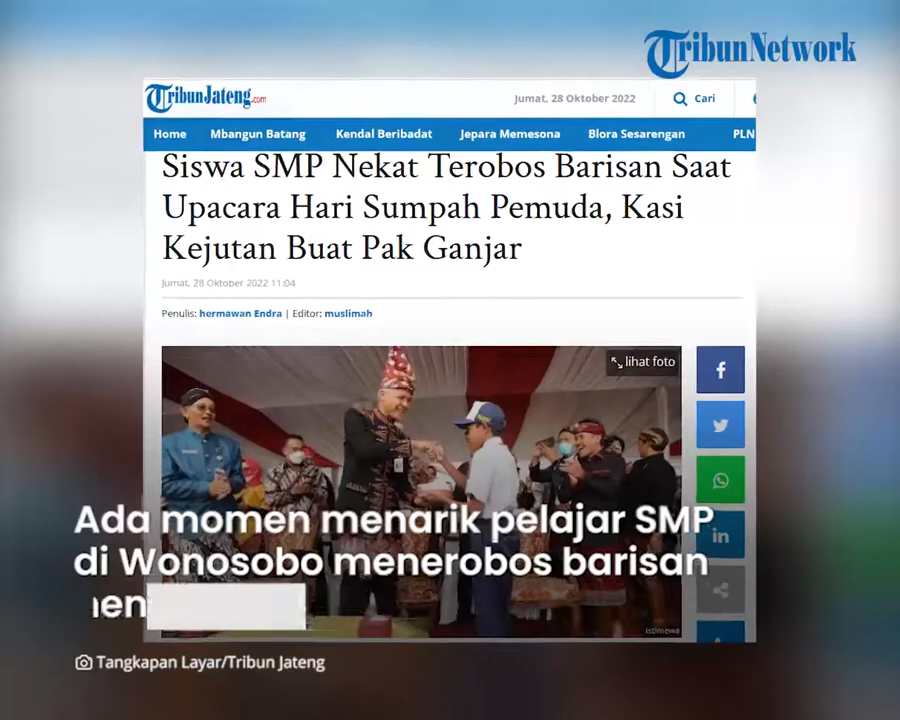 TribunNetwork
TribunJateng.com
Jumat, 28 Oktober 2022
Cari
Home Mbangun Batang Kendal Beribadat Jepara Memesona Blora Sesarengan PLN
Siswa SMP Nekat Terobos Barisan Saat
Upacara Hari Sumpah Pemuda, Kasi
Kejutan Buat Pak Ganjar
Jumat, 28 Oktober 2022 11:04
Penulis: hermawan Endra | Editor: muslimah
lihat foto
Ada momen menarik pelajar SMP
di Wonosobo menerobos barisan
istimewa
Tangkapan Layar/Tribun Jateng